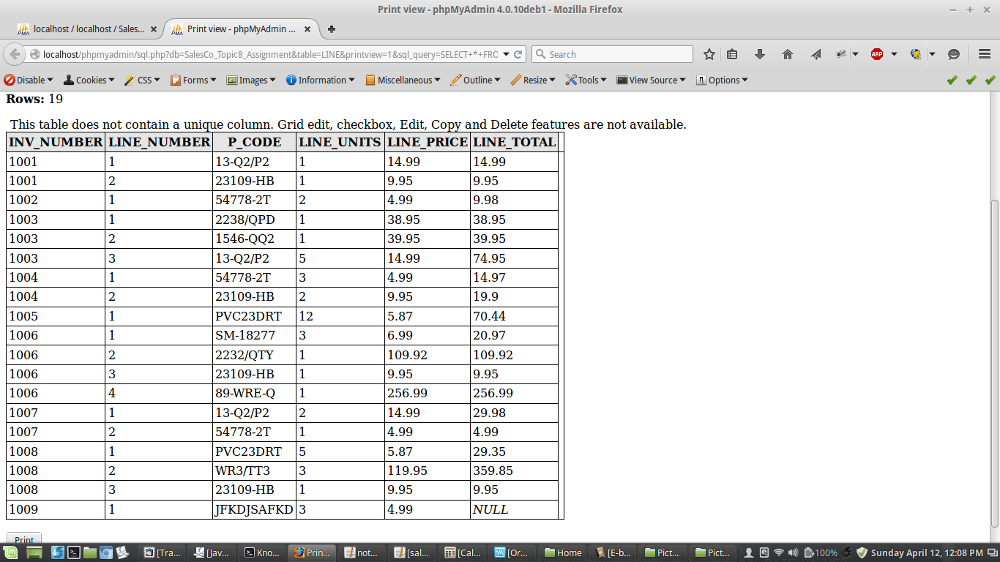 Print view - phpMyAdmin 4.0.10deb1 - Mozilla Firefox
localhost / localhost / Sales... Print view - phpMyAdmin ...
localhost/phpmyadmin/sql.php?db=SalesCo_Topic8_Assignment&table=LINE&printview=1&sql_query=SELECT+*+FRO Search ABP
Disable Cookies CSS Forms Images Information Miscellaneous Outline Resize Tools View Source Options
Rows: 19
This table does not contain a unique column. Grid edit, checkbox, Edit, Copy and Delete features are not available.
INV_NUMBER LINE_NUMBER P_CODE LINE_UNITS LINE_PRICE LINE_TOTAL
1001 1 13-Q2/P2 1 14.99 14.99
1001 2 23109-HB 1 9.95 9.95
1002 1 54778-2T 2 4.99 9.98
1003 1 2238/QPD 1 38.95 38.95
1003 2 1546-QQ2 1 39.95 39.95
1003 3 13-Q2/P2 5 14.99 74.95
1004 1 54778-2T 3 4.99 14.97
1004 2 23109-HB 2 9.95 19.9
1005 1 PVC23DRT 12 5.87 70.44
1006 1 SM-18277 3 6.99 20.97
1006 2 2232/QTY 1 109.92 109.92
1006 3 23109-HB 1 9.95 9.95
1006 4 89-WRE-Q 1 256.99 256.99
1007 1 13-Q2/P2 2 14.99 29.98
1007 2 54778-2T 1 4.99 4.99
1008 1 PVC23DRT 5 5.87 29.35
1008 2 WR3/TT3 3 119.95 359.85
1008 3 23109-HB 1 9.95 9.95
1009 1 JFKDJSAFKD 3 4.99 NULL
Print
[Tra... [Jav... Kno... Prin... not... [sal... [Cal... [Or... Home [E-b... Pict... Pict... 100% Sunday April 12, 12:08 PM